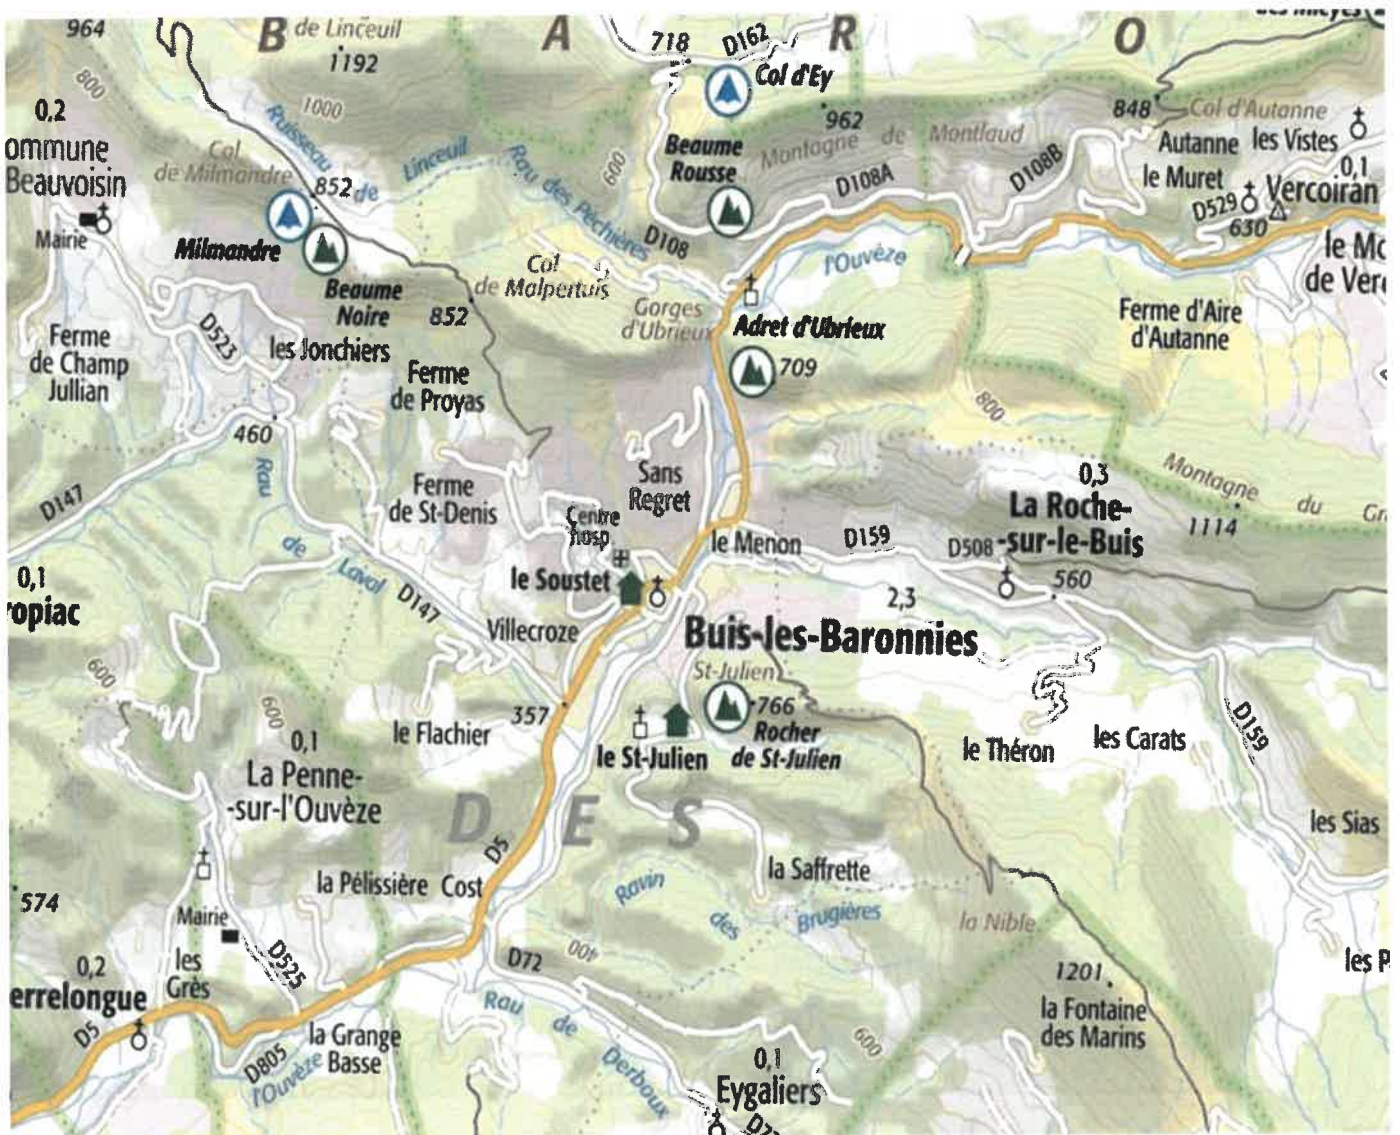 964
B
de Linceuil
1192
A
718
D162
R
O
Col d'Ey
800
1000
0,2
ommune
Beauvoisin
Mairie
Col
de Milmandre
Ruisseau
de
Linceuil
852
Rau des Péchières
600
Beaume
Rousse
962
Montagne de Montlaud
D108A
D108B
848
Col d'Autanne
Autanne
les Vistes
le Muret
0,1
Vercoiran
D529
630
Milmandre
Beaume
Noire
852
D108
Col
de Malpertuis
Gorges
d'Ubrieux
l'Ouvèze
Adret d'Ubrieux
709
Ferme d'Aire
d'Autanne
Ferme
de Champ
Jullian
D523
les Jonchiers
Ferme
de Proyas
800
460
D147
Rau
de
Laval
D147
Ferme
de St-Denis
Sans
Regret
Centre
hosp
le Menon
D159
D508
0,3
La Roche-
-sur-le-Buis
560
Montagne
du
1114
0,1
ropiac
le Soustet
Villecroze
2,3
Buis-les-Baronnies
St-Julien
766
Rocher
de St-Julien
le St-Julien
357
le Flachier
600
600
le Théron
les Carats
D159
les Sias
0,1
La Penne-
-sur-l'Ouvèze
D
E
S
D5
574
la Pélissière
Cost
la Saffrette
Ravin
des
Brugières
la Nible
Mairie
D525
D72
400
les
Grès
0,2
errelongue
D5
D805
la Grange
Basse
l'Ouvèze
Rau
de
Derboux
600
0,1
Eygaliers
1201
la Fontaine
des Marins